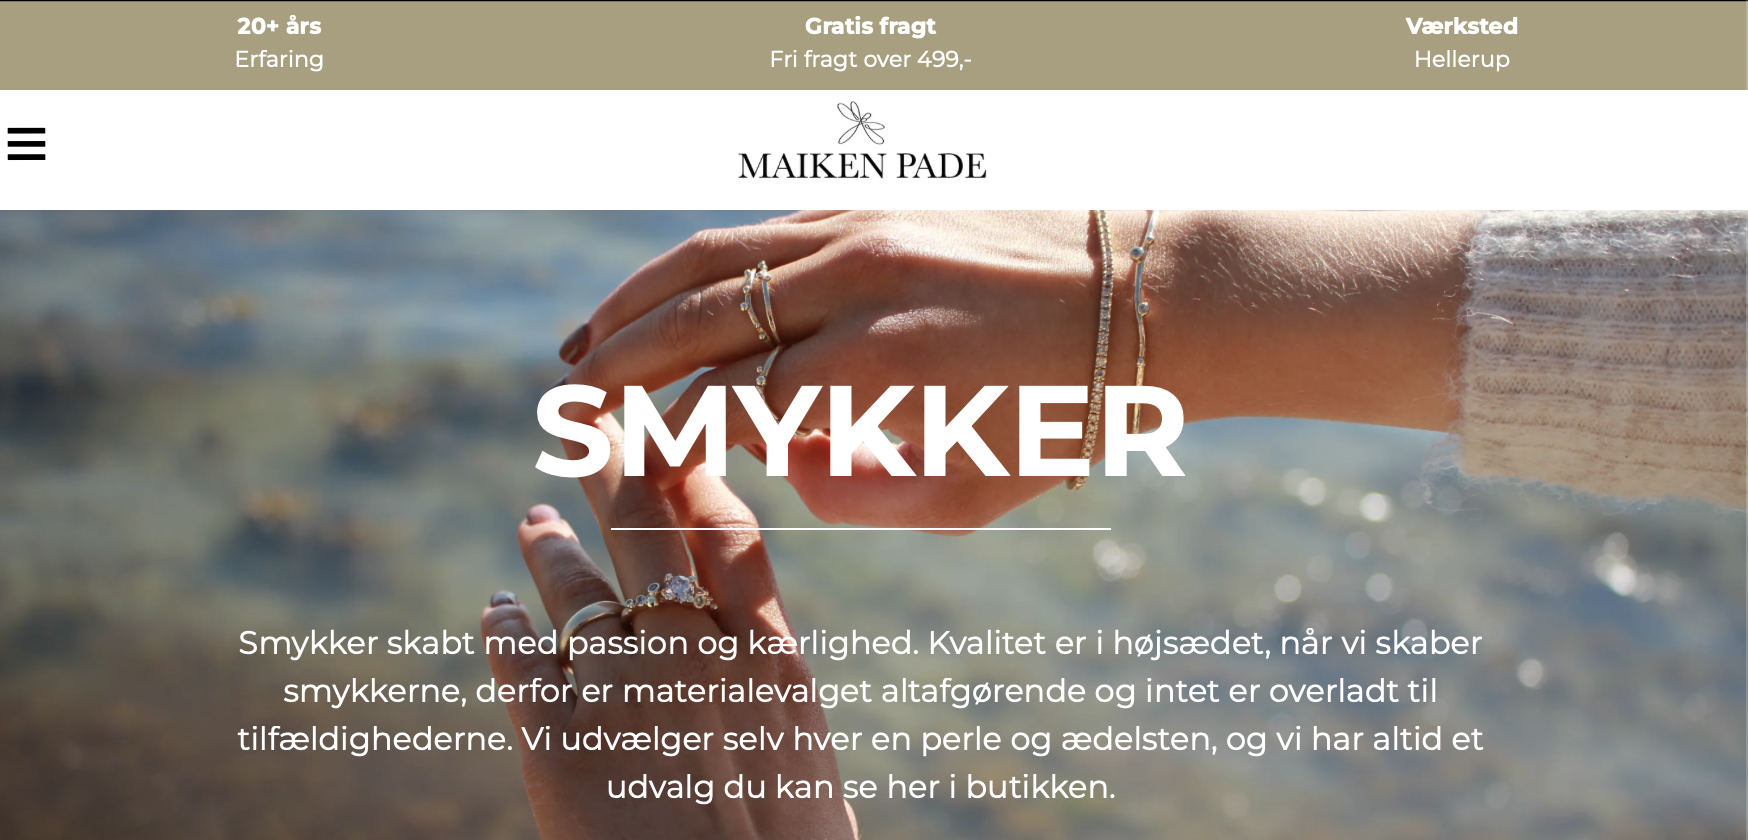 20+ års
Erfaring
Gratis fragt
Fri fragt over 499,-
Værksted
Hellerup
MAIKEN PADE
SMYKKER
Smykker skabt med passion og kærlighed. Kvalitet er i højsædet, når vi skaber
smykkerne, derfor er materialevalget altafgørende og intet er overladt til
tilfældighederne. Vi udvælger selv hver en perle og ædelsten, og vi har altid et
udvalg du kan se her i butikken.